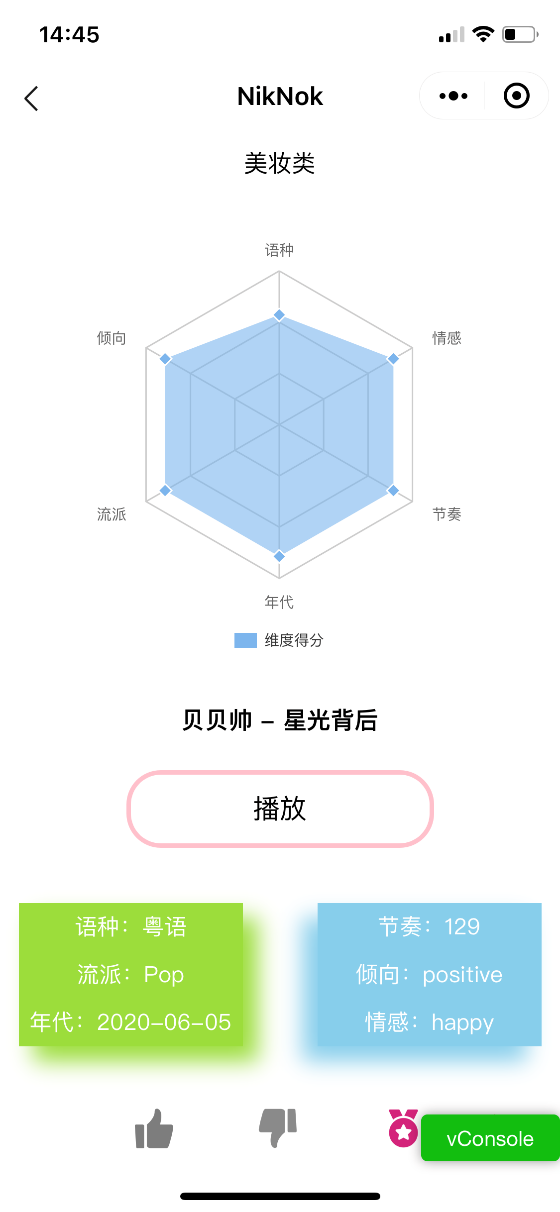 14:45
NikNok
美妆类
语种
倾向
情感
流派
节奏
年代
维度得分
贝贝帅 - 星光背后
播放
语种：粤语
流派：Pop
年代：2020-06-05
节奏：129
倾向：positive
情感：happy
vConsole